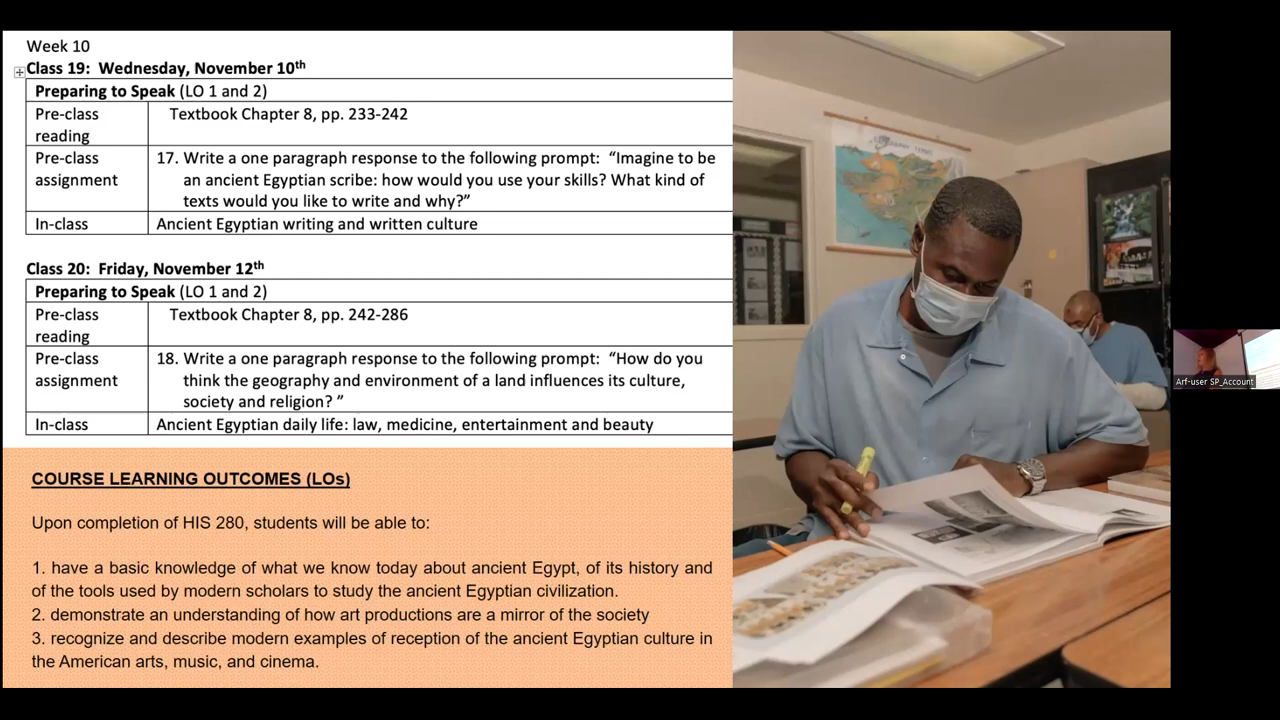 Week 10
Class 19: Wednesday, November 10th
Preparing to Speak (LO 1 and 2)
Pre-class reading
Textbook Chapter 8, pp. 233-242
Pre-class assignment
17. Write a one paragraph response to the following prompt: “Imagine to be
an ancient Egyptian scribe: how would you use your skills? What kind of
texts would you like to write and why?”
In-class
Ancient Egyptian writing and written culture
Class 20: Friday, November 12th
Preparing to Speak (LO 1 and 2)
Pre-class reading
Textbook Chapter 8, pp. 242-286
Pre-class assignment
18. Write a one paragraph response to the following prompt: “How do you
think the geography and environment of a land influences its culture,
society and religion? ”
In-class
Ancient Egyptian daily life: law, medicine, entertainment and beauty
COURSE LEARNING OUTCOMES (LOs)
Upon completion of HIS 280, students will be able to:
1. have a basic knowledge of what we know today about ancient Egypt, of its history and
of the tools used by modern scholars to study the ancient Egyptian civilization.
2. demonstrate an understanding of how art productions are a mirror of the society
3. recognize and describe modern examples of reception of the ancient Egyptian culture in
the American arts, music, and cinema.
Arf-user SP_Account